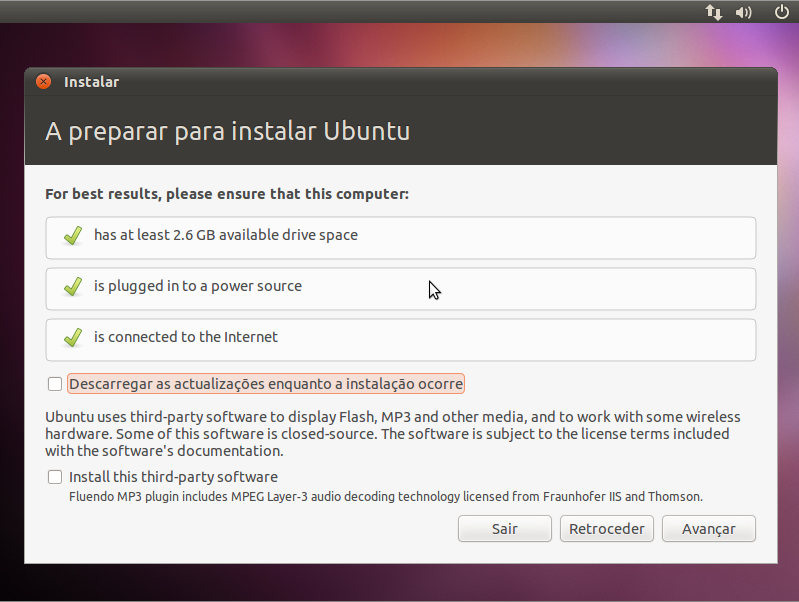 Instalar
A preparar para instalar Ubuntu
For best results, please ensure that this computer:
has at least 2.6 GB available drive space
is plugged in to a power source
is connected to the Internet
Descarregar as actualizações enquanto a instalação ocorre
Ubuntu uses third-party software to display Flash, MP3 and other media, and to work with some wireless
hardware. Some of this software is closed-source. The software is subject to the license terms included
with the software's documentation.
Install this third-party software
Fluendo MP3 plugin includes MPEG Layer-3 audio decoding technology licensed from Fraunhofer IIS and Thomson.
Sair Retroceder Avançar